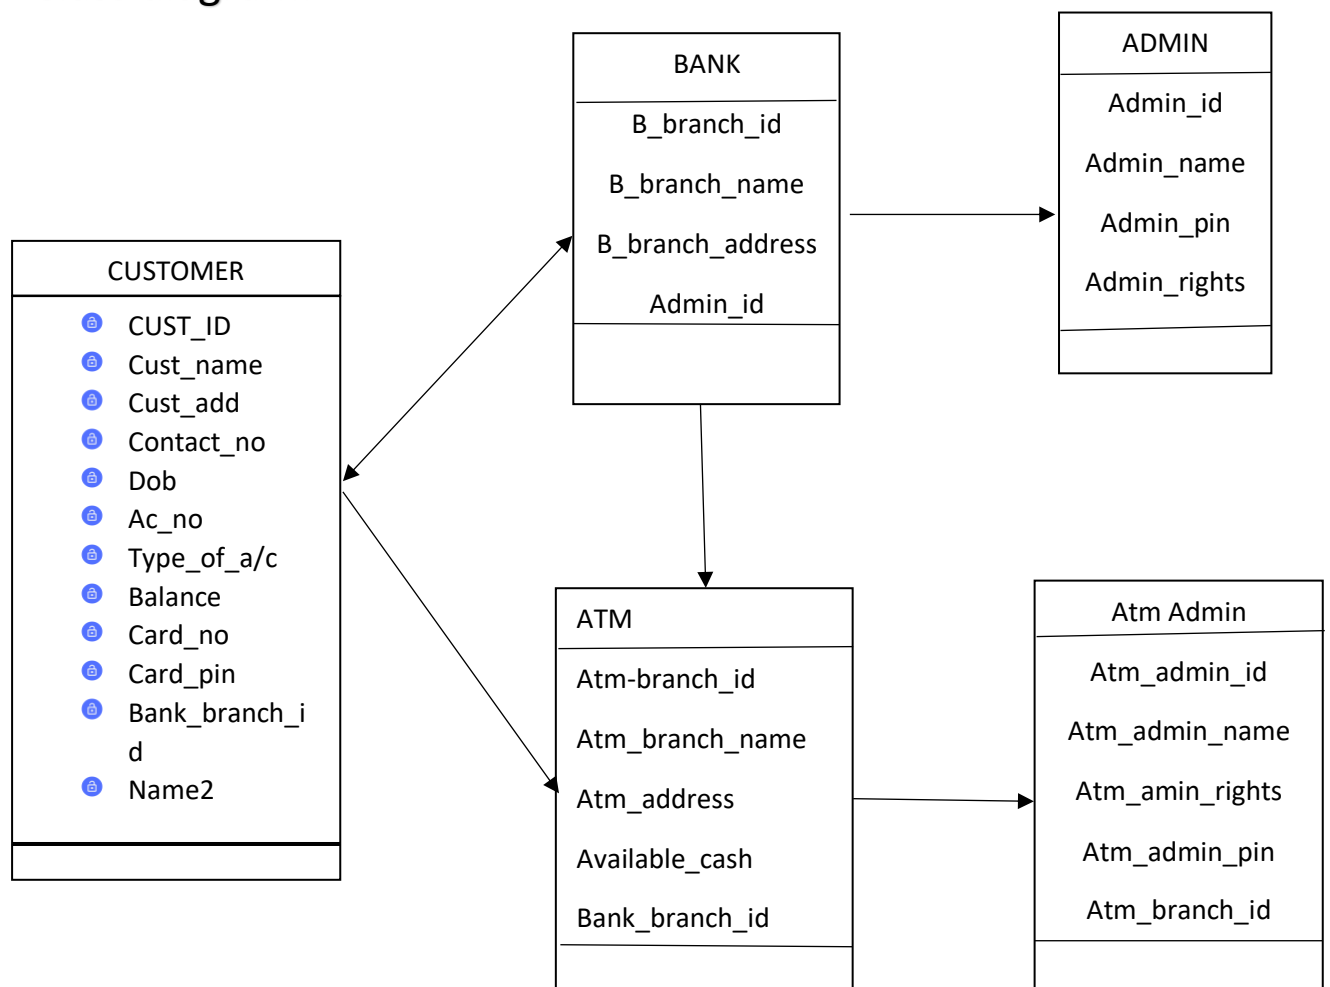 BANK
B_branch_id
B_branch_name
B_branch_address
Admin_id
ADMIN
Admin_id
Admin_name
Admin_pin
Admin_rights
CUSTOMER
CUST_ID
Cust_name
Cust_add
Contact_no
Dob
Ac_no
Type_of_a/c
Balance
Card_no
Card_pin
Bank_branch_i
d
Name2
ATM
Atm-branch_id
Atm_branch_name
Atm_address
Available_cash
Bank_branch_id
Atm Admin
Atm_admin_id
Atm_admin_name
Atm_amin_rights
Atm_admin_pin
Atm_branch_id